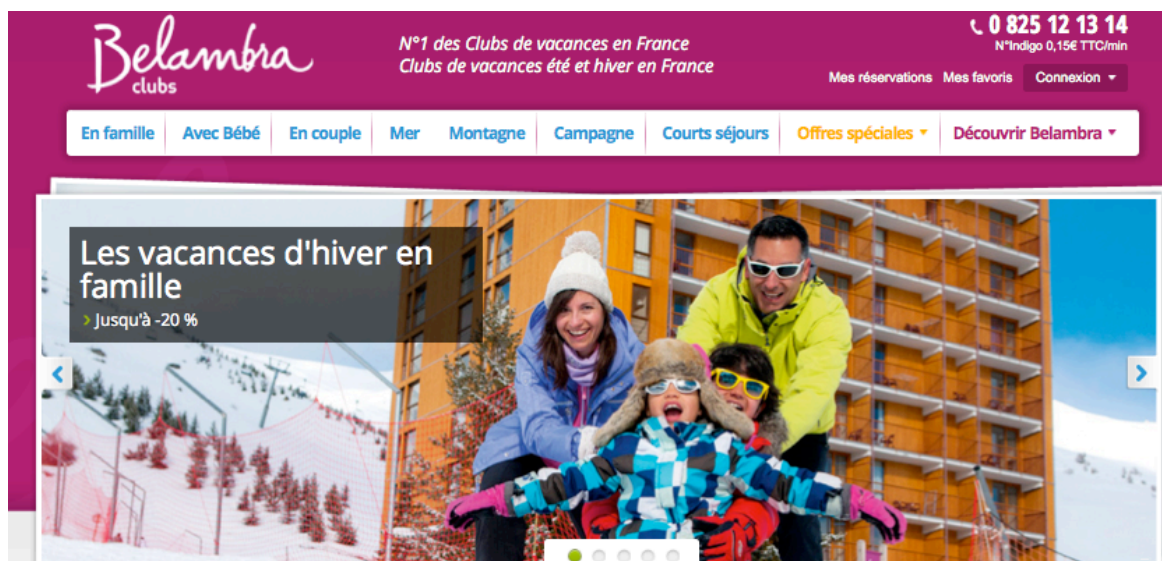 Belambra
clubs
N°1 des Clubs de vacances en France
Clubs de vacances été et hiver en France
0 825 12 13 14
N°Indigo 0,15€ TTC/min
Mes réservations Mes favoris Connexion
En famille Avec Bébé En couple Mer Montagne Campagne Courts séjours Offres spéciales Découvrir Belambra
Les vacances d'hiver en
famille
> Jusqu'à -20 %